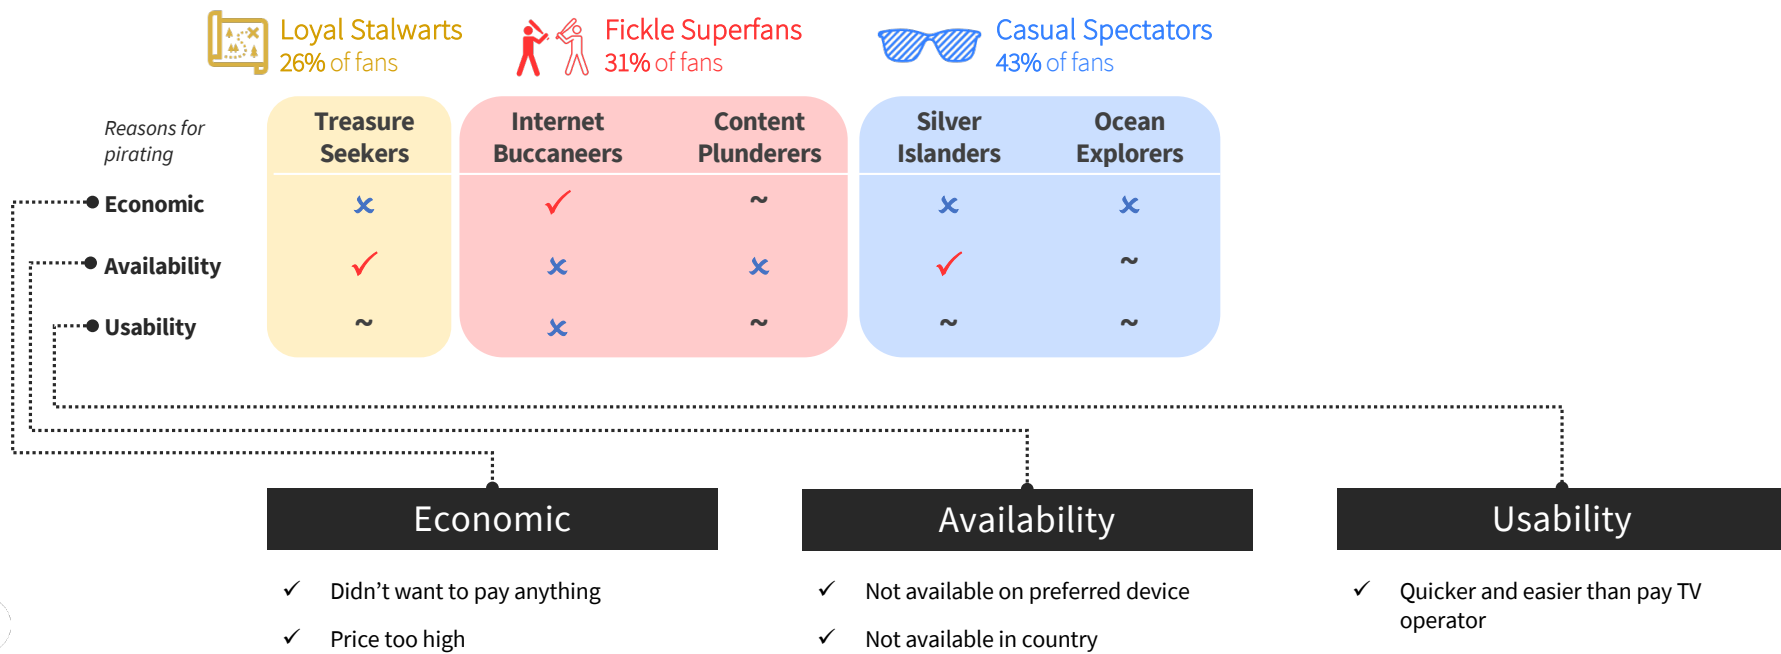 Loyal Stalwarts
26% of fans
Fickle Superfans
31% of fans
Casual Spectators
43% of fans
Reasons for
pirating
Treasure
Seekers
Internet
Buccaneers
Content
Plunderers
Silver
Islanders
Ocean
Explorers
Economic ✗ ✓ ~ ✗ ✗
Availability ✓ ✗ ✗ ✓ ~
Usability ~ ✗ ~ ~ ~
Economic
✓ Didn’t want to pay anything
✓ Price too high
Availability
✓ Not available on preferred device
✓ Not available in country
Usability
✓ Quicker and easier than pay TV
operator